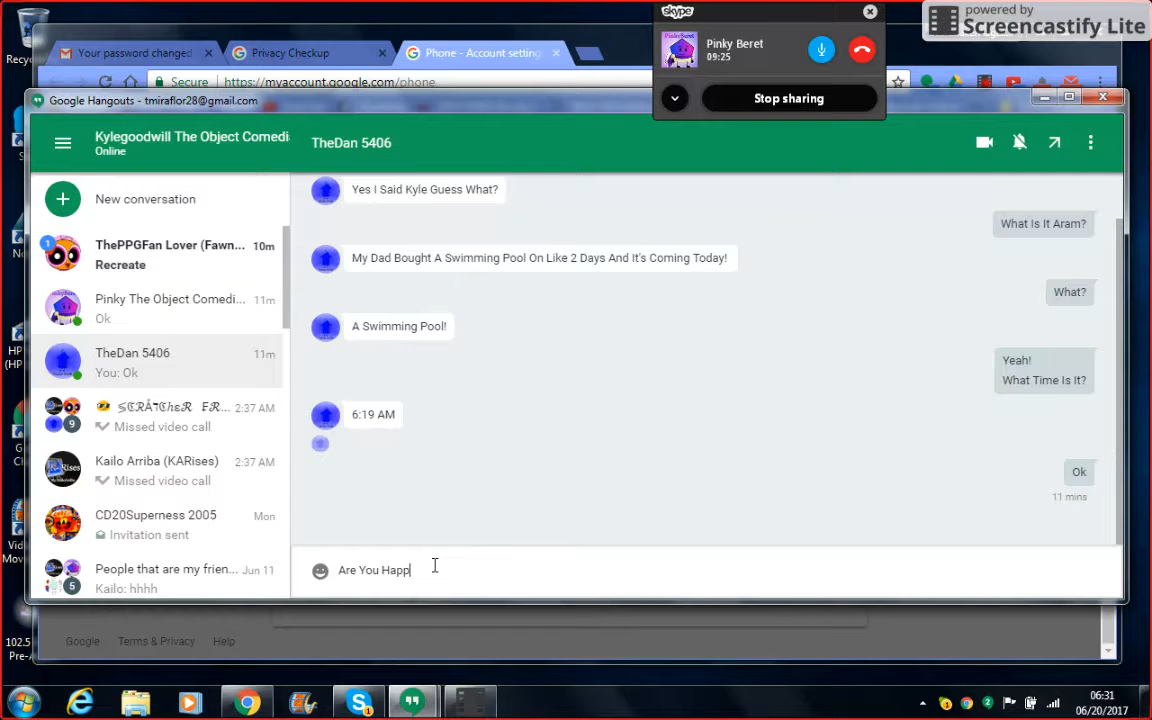 powered by
Screencastify Lite
skype
Pinky Beret
09:25
Stop sharing
Your password changed
Privacy Checkup
Phone - Account setting
Secure
https://myaccount.google.com/phone
Google Hangouts - tmiraflor28@gmail.com
Kylegoodwill The Object Comedi
Online
TheDan 5406
New conversation
1
ThePPGFan Lover (Fawn...
10m
Recreate
Pinky The Object Comedi...
11m
Ok
TheDan 5406
11m
You: Ok
2:37 AM
9
Missed video call
Kailo Arriba (KARises)
2:37 AM
Missed video call
CD20Superness 2005
Mon
Invitation sent
People that are my frien...
Jun 11
5
Kailo: hhhh
Yes I Said Kyle Guess What?
What Is It Aram?
My Dad Bought A Swimming Pool On Like 2 Days And It's Coming Today!
What?
A Swimming Pool!
Yeah!
What Time Is It?
6:19 AM
Ok
11 mins
Are You Happ
Google
Terms & Privacy
Help
102.5
Pre-A
06:31
06/20/2017